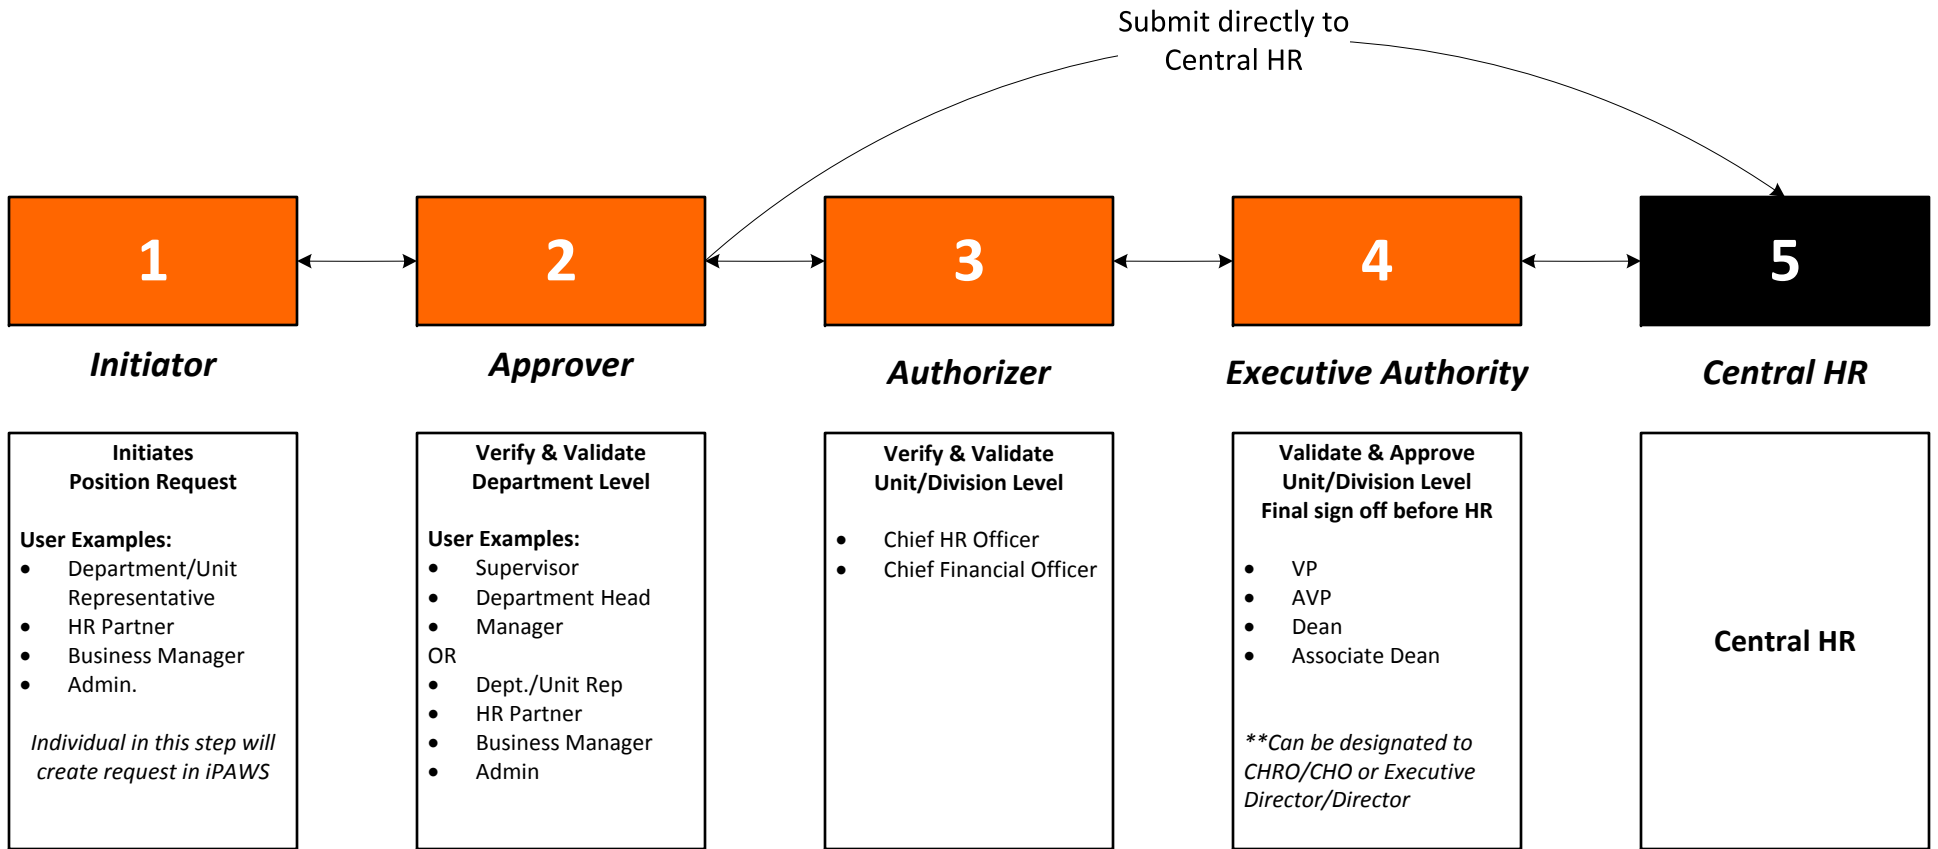 Submit directly to
Central HR
1
2
3
4
5
Initiator
Approver
Authorizer
Executive Authority
Central HR
Initiates
Position Request
User Examples:
• Department/Unit
Representative
• HR Partner
• Business Manager
• Admin.
Individual in this step will
create request in iPAWS
Verify & Validate
Department Level
User Examples:
• Supervisor
• Department Head
• Manager
OR
• Dept./Unit Rep
• HR Partner
• Business Manager
• Admin
Verify & Validate
Unit/Division Level
• Chief HR Officer
• Chief Financial Officer
Validate & Approve
Unit/Division Level
Final sign off before HR
• VP
• AVP
• Dean
• Associate Dean
**Can be designated to
CHRO/CHO or Executive
Director/Director
Central HR